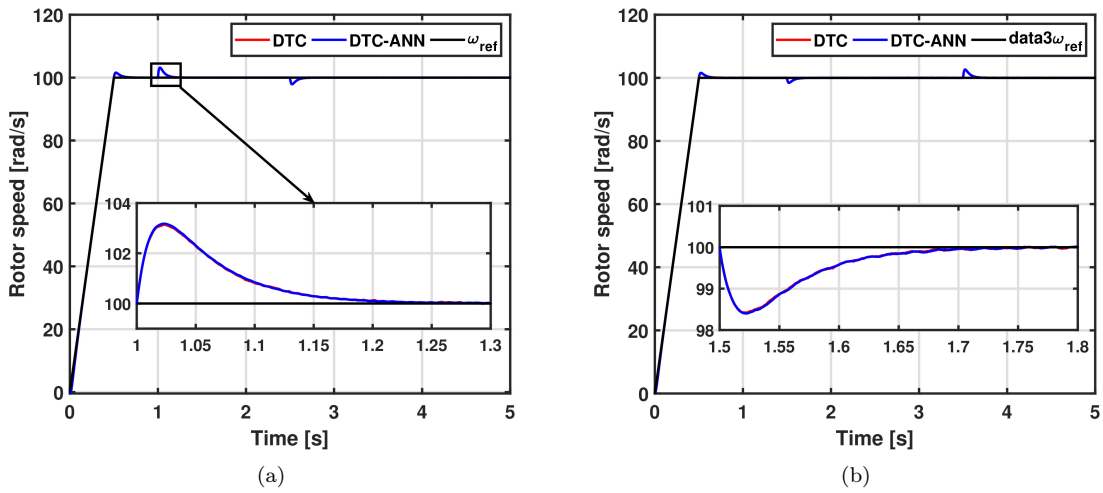 120
100
80
60
40
20
0
Rotor speed [rad/s]
DTC DTC-ANN ω_ref
104
102
100
1 1.05 1.1 1.15 1.2 1.25 1.3
0 1 2 3 4 5
Time [s]
(a)
120
100
80
60
40
20
0
Rotor speed [rad/s]
DTC DTC-ANN data3ω_ref
101
100
99
98
1.5 1.55 1.6 1.65 1.7 1.75 1.8
0 1 2 3 4 5
Time [s]
(b)